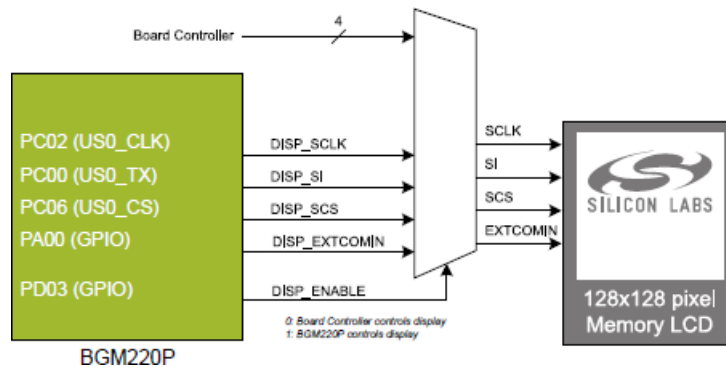 Board Controller
4
PC02 (US0_CLK)
PC00 (US0_TX)
PC06 (US0_CS)
PA00 (GPIO)
PD03 (GPIO)
BGM220P
DISP_SCLK
DISP_SI
DISP_SCS
DISP_EXTCOMIN
DISP_ENABLE
0: Board Controller controls display
1: BGM220P controls display
SCLK
SI
SCS
EXTCOMIN
SILICON LABS
128x128 pixel
Memory LCD